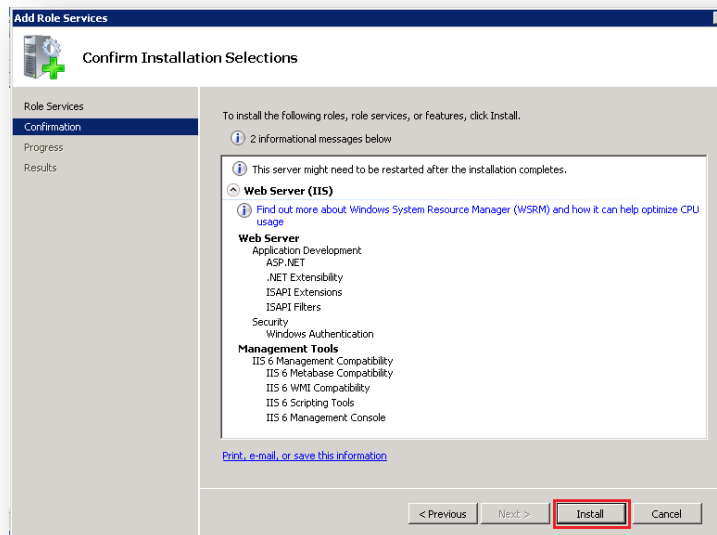 Add Role Services
Confirm Installation Selections
Role Services
Confirmation
Progress
Results
To install the following roles, role services, or features, click Install.
2 informational messages below
This server might need to be restarted after the installation completes.
Web Server (IIS)
Find out more about Windows System Resource Manager (WSRM) and how it can help optimize CPU
usage
Web Server
Application Development
ASP.NET
.NET Extensibility
ISAPI Extensions
ISAPI Filters
Security
Windows Authentication
Management Tools
IIS 6 Management Compatibility
IIS 6 Metabase Compatibility
IIS 6 WMI Compatibility
IIS 6 Scripting Tools
IIS 6 Management Console
Print, e-mail, or save this information
< Previous
Next >
Install
Cancel